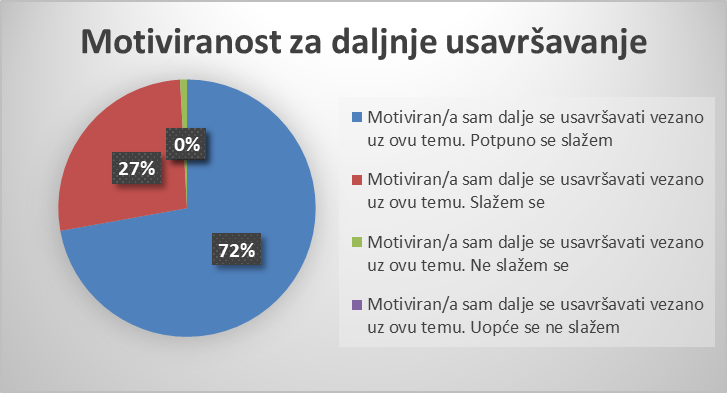 Motiviranost za daljnje usavršavanje
0%
27%
72%
Motiviran/a sam dalje se usavršavati vezano
uz ovu temu. Potpuno se slažem
Motiviran/a sam dalje se usavršavati vezano
uz ovu temu. Slažem se
Motiviran/a sam dalje se usavršavati vezano
uz ovu temu. Ne slažem se
Motiviran/a sam dalje se usavršavati vezano
uz ovu temu. Uopće se ne slažem